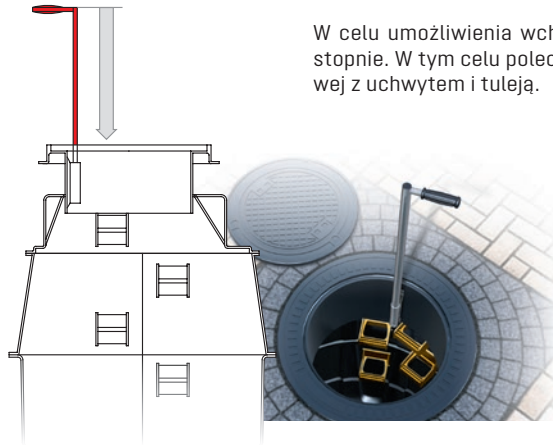 W celu umożliwienia wch
stopnie. W tym celu polec
wej z uchwytem i tuleją.